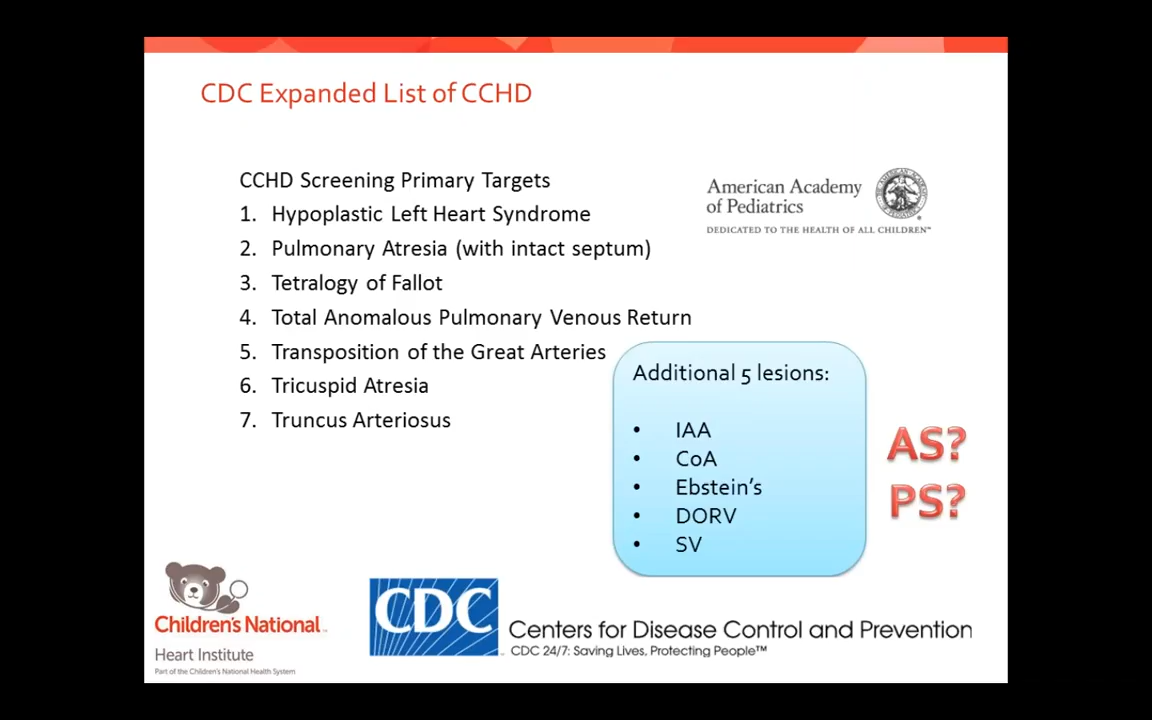 CDC Expanded List of CCHD
CCHD Screening Primary Targets
1. Hypoplastic Left Heart Syndrome
2. Pulmonary Atresia (with intact septum)
3. Tetralogy of Fallot
4. Total Anomalous Pulmonary Venous Return
5. Transposition of the Great Arteries
6. Tricuspid Atresia
7. Truncus Arteriosus
American Academy
of Pediatrics
DEDICATED TO THE HEALTH OF ALL CHILDREN™
Additional 5 lesions:
• IAA
• CoA
• Ebstein's
• DORV
• SV
AS?
PS?
Children's National™
Heart Institute
Part of the Children's National Health System
CDC
Centers for Disease Control and Prevention
CDC 24/7: Saving Lives, Protecting People™